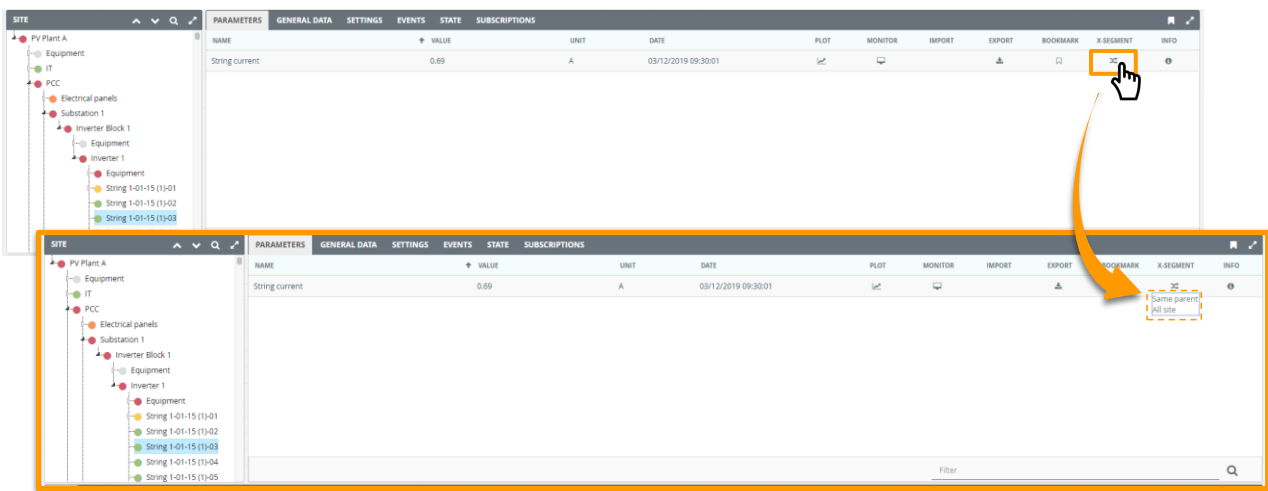 SITE
PARAMETERS GENERAL DATA SETTINGS EVENTS STATE SUBSCRIPTIONS
PV Plant A
NAME VALUE UNIT DATE PLOT MONITOR IMPORT EXPORT BOOKMARK X-SEGMENT INFO
Equipment
String current 0.69 A 03/12/2019 09:30:01
IT
PCC
Electrical panels
Substation 1
Inverter Block 1
Equipment
Inverter 1
Equipment
String 1-01-15 (1)-01
String 1-01-15 (1)-02
String 1-01-15 (1)-03
SITE
PARAMETERS GENERAL DATA SETTINGS EVENTS STATE SUBSCRIPTIONS
PV Plant A
NAME VALUE UNIT DATE PLOT MONITOR IMPORT EXPORT BOOKMARK X-SEGMENT INFO
Equipment
String current 0.69 A 03/12/2019 09:30:01
IT
Same parent
All site
PCC
Electrical panels
Substation 1
Inverter Block 1
Equipment
Inverter 1
Equipment
String 1-01-15 (1)-01
String 1-01-15 (1)-02
String 1-01-15 (1)-03
String 1-01-15 (1)-04
String 1-01-15 (1)-05
Filter